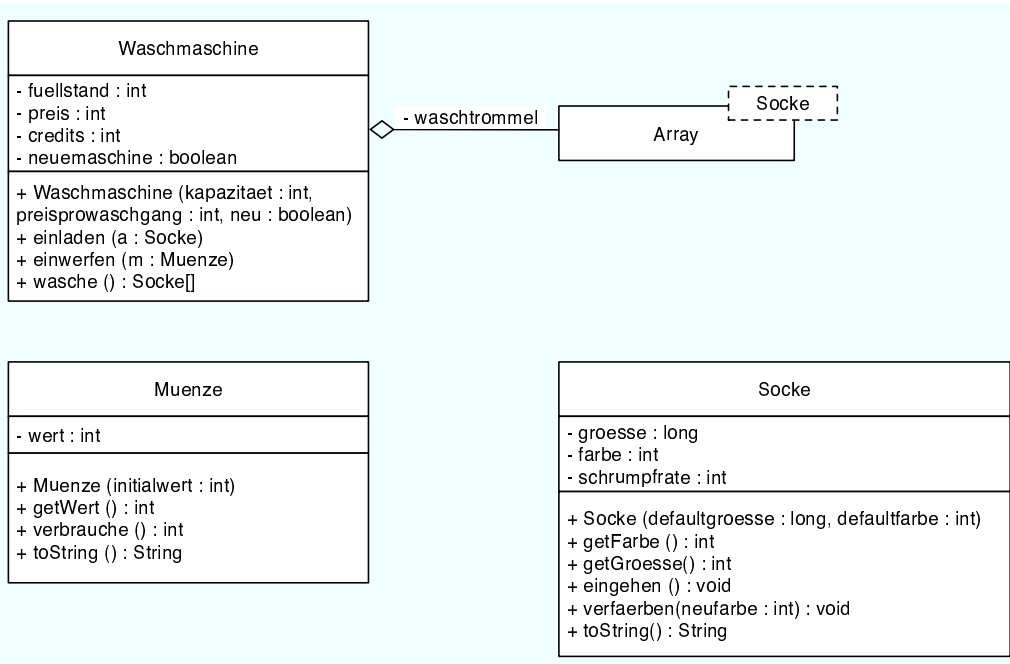 Waschmaschine
- fuellstand : int
- preis : int
- credits : int
- neuemaschine : boolean
+ Waschmaschine (kapazitaet : int,
preisprowaschgang : int, neu : boolean)
+ einladen (a : Socke)
+ einwerfen (m : Muenze)
+ wasche () : Socke[]
- waschtrommel
Socke
Array
Muenze
- wert : int
+ Muenze (initialwert : int)
+ getWert () : int
+ verbrauche () : int
+ toString () : String
Socke
- groesse : long
- farbe : int
- schrumpfrate : int
+ Socke (defaultgroesse : long, defaultfarbe : int)
+ getFarbe () : int
+ getGroesse() : int
+ eingehen () : void
+ verfaerben(neufarbe : int) : void
+ toString() : String